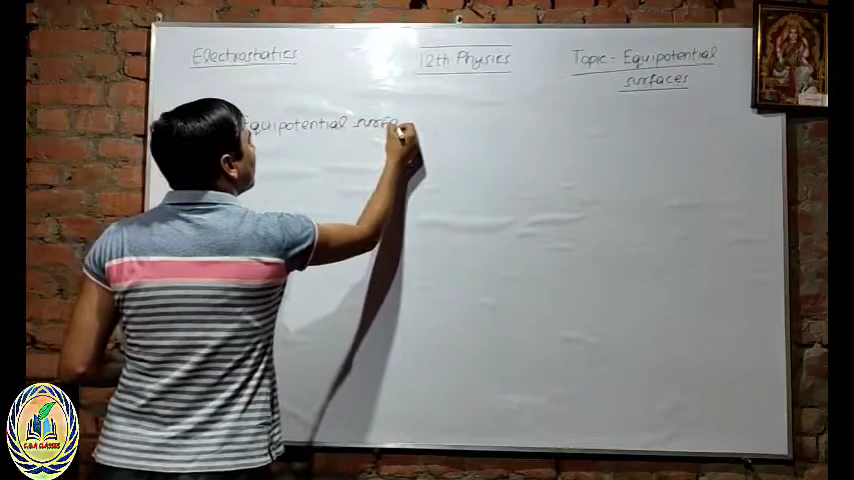 Electrostatics
12th Physics
Topic- Equipotential
surfaces
Equipotential surfa